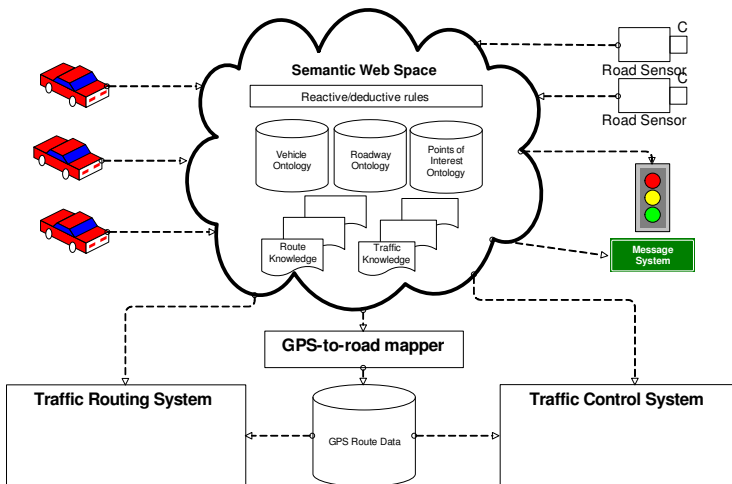 C
Road Sensor
C
Road Sensor
Semantic Web Space
Reactive/deductive rules
Vehicle
Ontology
Roadway
Ontology
Points of
Interest
Ontology
Route
Knowledge
Traffic
Knowledge
Message
System
GPS-to-road mapper
Traffic Routing System
GPS Route Data
Traffic Control System